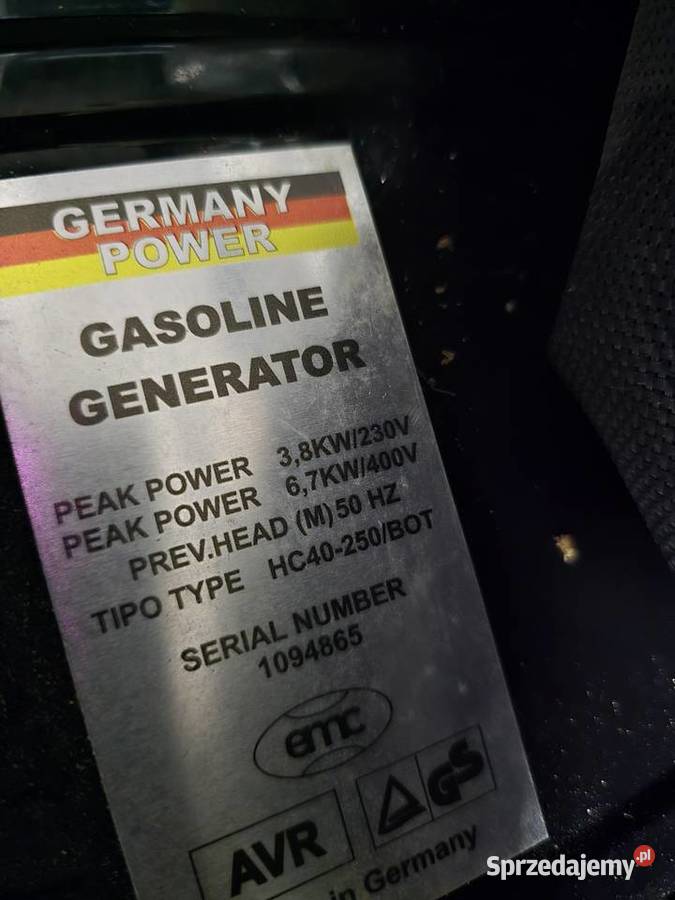 GERMANY
POWER
GASOLINE
GENERATOR
PEAK POWER 3,8KW/230V
PEAK POWER 6,7KW/400V
PREV.HEAD (M) 50 HZ
TIPO TYPE HC40-250/BOT
SERIAL NUMBER
1094865
emc
GS
AVR
in Germany
Sprzedajemy.pl